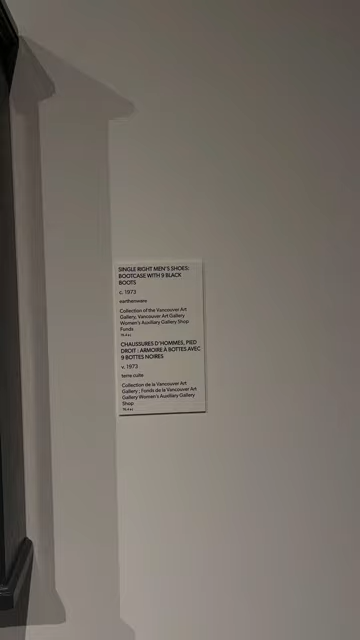 SINGLE RIGHT MEN'S SHOES:
BOOTCASE WITH 9 BLACK
BOOTS
c. 1973
earthenware
Collection of the Vancouver Art
Gallery, Vancouver Art Gallery
Women's Auxiliary Gallery Shop
Funds
CHAUSSURES D'HOMMES, PIED
DROIT : ARMOIRE À BOTTES AVEC
9 BOTTES NOIRES
v. 1973
terre cuite
Collection de la Vancouver Art
Gallery ; Fonds de la Vancouver Art
Gallery Women's Auxiliary Gallery
Shop